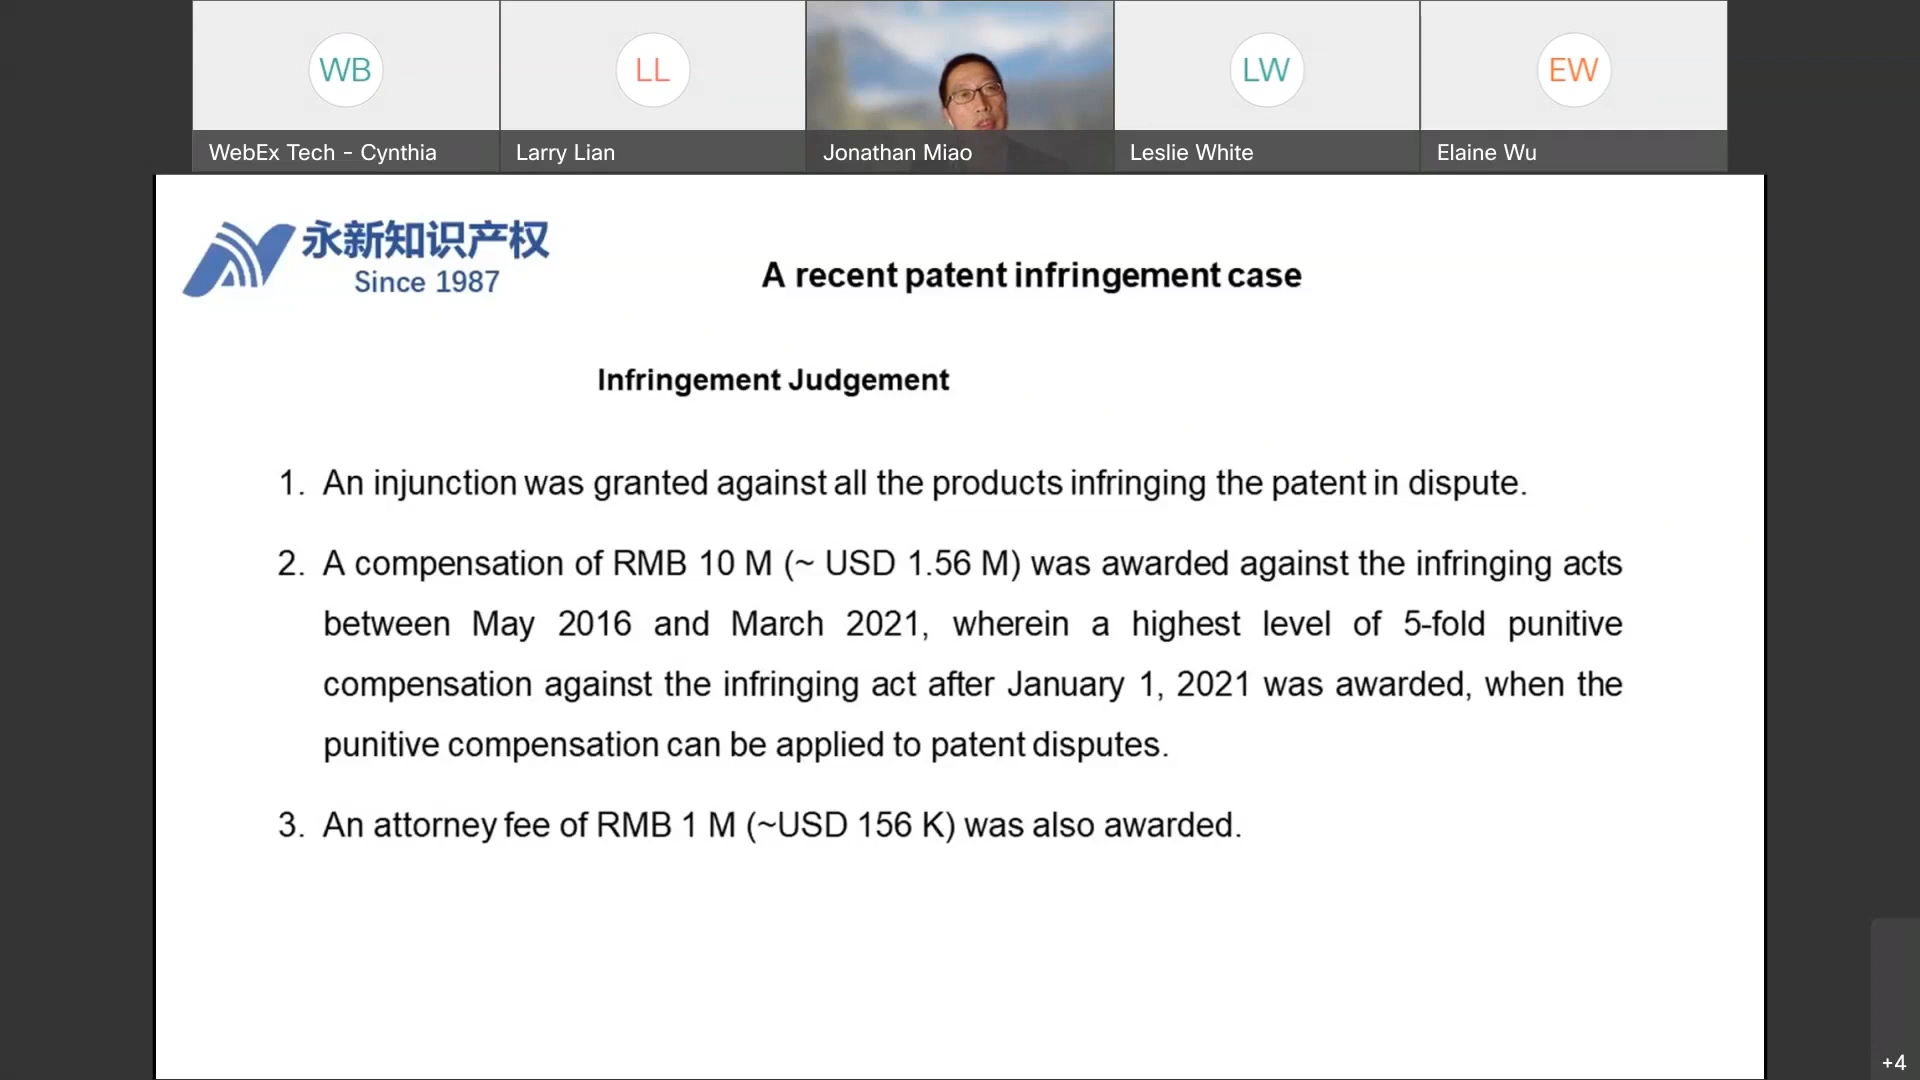 WB
LL
LW
EW
WebEx Tech - Cynthia
Larry Lian
Jonathan Miao
Leslie White
Elaine Wu
永新知识产权
Since 1987
A recent patent infringement case
Infringement Judgement
1. An injunction was granted against all the products infringing the patent in dispute.
2. A compensation of RMB 10 M (~ USD 1.56 M) was awarded against the infringing acts
between May 2016 and March 2021, wherein a highest level of 5-fold punitive
compensation against the infringing act after January 1, 2021 was awarded, when the
punitive compensation can be applied to patent disputes.
3. An attorney fee of RMB 1 M (~USD 156 K) was also awarded.
+4